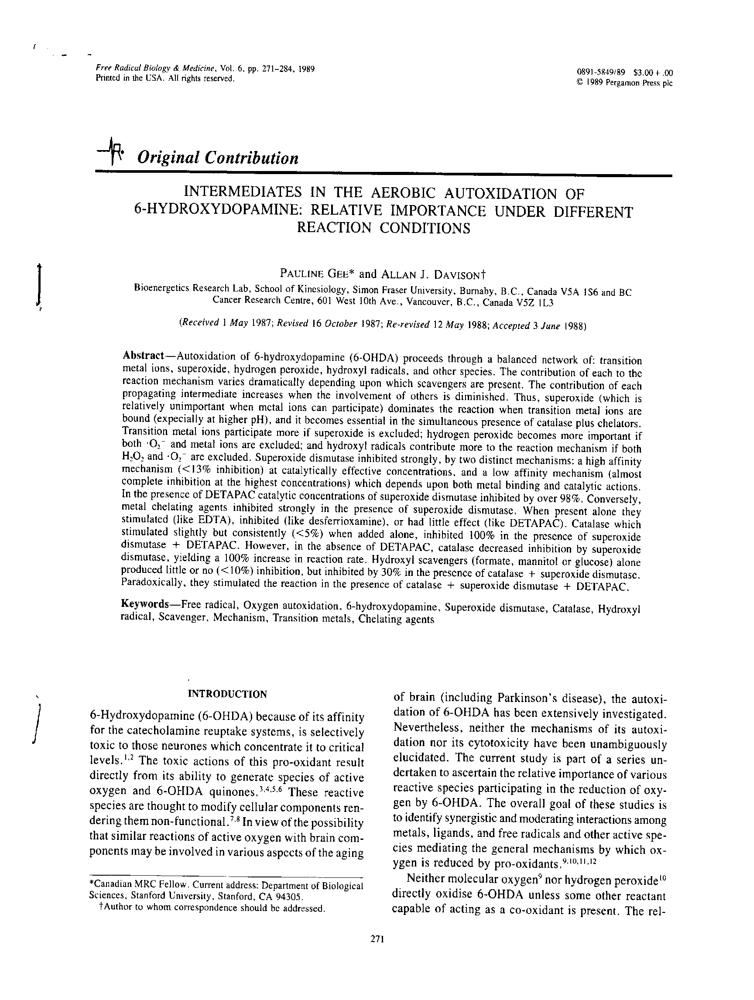 Free Radical Biology & Medicine, Vol. 6, pp. 271–284, 1989
Printed in the USA. All rights reserved.
0891-5849/89 $3.00 + .00
© 1989 Pergamon Press plc
Original Contribution
INTERMEDIATES IN THE AEROBIC AUTOXIDATION OF
6-HYDROXYDOPAMINE: RELATIVE IMPORTANCE UNDER DIFFERENT
REACTION CONDITIONS
PAULINE GEE* and ALLAN J. DAVISON†
Bioenergetics Research Lab, School of Kinesiology, Simon Fraser University, Burnaby, B.C., Canada V5A 1S6 and BC
Cancer Research Centre, 601 West 10th Ave., Vancouver, B.C., Canada V5Z 1L3
(Received 1 May 1987; Revised 16 October 1987; Re-revised 12 May 1988; Accepted 3 June 1988)
Abstract—Autoxidation of 6-hydroxydopamine (6-OHDA) proceeds through a balanced network of: transition
metal ions, superoxide, hydrogen peroxide, hydroxyl radicals, and other species. The contribution of each to the
reaction mechanism varies dramatically depending upon which scavengers are present. The contribution of each
propagating intermediate increases when the involvement of others is diminished. Thus, superoxide (which is
relatively unimportant when metal ions can participate) dominates the reaction when transition metal ions are
bound (expecially at higher pH), and it becomes essential in the simultaneous presence of catalase plus chelators.
Transition metal ions participate more if superoxide is excluded; hydrogen peroxide becomes more important if
both ·O₂⁻ and metal ions are excluded; and hydroxyl radicals contribute more to the reaction mechanism if both
H₂O₂ and ·O₂⁻ are excluded. Superoxide dismutase inhibited strongly, by two distinct mechanisms: a high affinity
mechanism (<13% inhibition) at catalytically effective concentrations, and a low affinity mechanism (almost
complete inhibition at the highest concentrations) which depends upon both metal binding and catalytic actions.
In the presence of DETAPAC catalytic concentrations of superoxide dismutase inhibited by over 98%. Conversely,
metal chelating agents inhibited strongly in the presence of superoxide dismutase. When present alone they
stimulated (like EDTA), inhibited (like desferrioxamine), or had little effect (like DETAPAC). Catalase which
stimulated slightly but consistently (<5%) when added alone, inhibited 100% in the presence of superoxide
dismutase + DETAPAC. However, in the absence of DETAPAC, catalase decreased inhibition by superoxide
dismutase, yielding a 100% increase in reaction rate. Hydroxyl scavengers (formate, mannitol or glucose) alone
produced little or no (<10%) inhibition, but inhibited by 30% in the presence of catalase + superoxide dismutase.
Paradoxically, they stimulated the reaction in the presence of catalase + superoxide dismutase + DETAPAC.
Keywords—Free radical, Oxygen autoxidation, 6-hydroxydopamine, Superoxide dismutase, Catalase, Hydroxyl
radical, Scavenger, Mechanism, Transition metals, Chelating agents
INTRODUCTION
6-Hydroxydopamine (6-OHDA) because of its affinity
for the catecholamine reuptake systems, is selectively
toxic to those neurones which concentrate it to critical
levels.1,2 The toxic actions of this pro-oxidant result
directly from its ability to generate species of active
oxygen and 6-OHDA quinones.3,4,5,6 These reactive
species are thought to modify cellular components ren-
dering them non-functional.7,8 In view of the possibility
that similar reactions of active oxygen with brain com-
ponents may be involved in various aspects of the aging
*Canadian MRC Fellow. Current address: Department of Biological
Sciences, Stanford University, Stanford, CA 94305.
†Author to whom correspondence should be addressed.
of brain (including Parkinson's disease), the autoxi-
dation of 6-OHDA has been extensively investigated.
Nevertheless, neither the mechanisms of its autoxi-
dation nor its cytotoxicity have been unambiguously
elucidated. The current study is part of a series un-
dertaken to ascertain the relative importance of various
reactive species participating in the reduction of oxy-
gen by 6-OHDA. The overall goal of these studies is
to identify synergistic and moderating interactions among
metals, ligands, and free radicals and other active spe-
cies mediating the general mechanisms by which ox-
ygen is reduced by pro-oxidants.9,10,11,12
Neither molecular oxygen9 nor hydrogen peroxide10
directly oxidise 6-OHDA unless some other reactant
capable of acting as a co-oxidant is present. The rel-
271